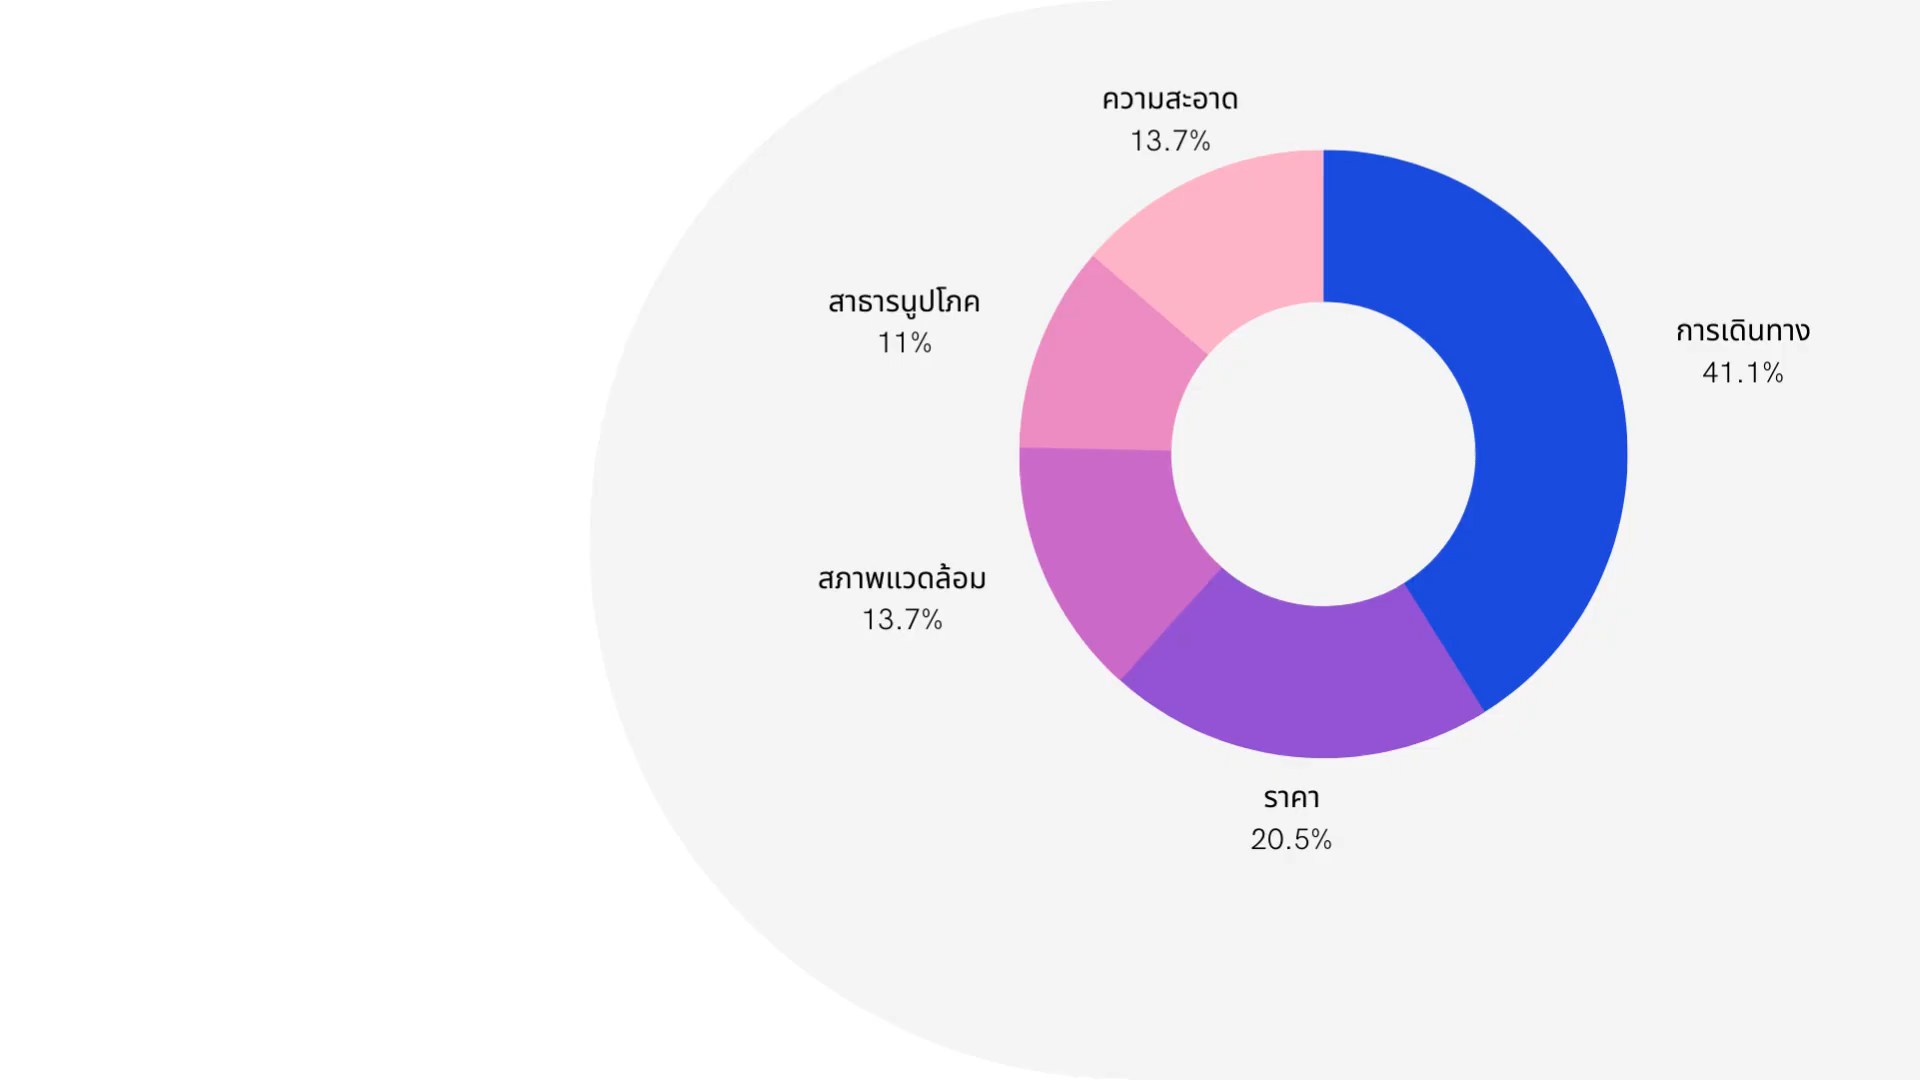 ความสะอาด
13.7%
สาธารนูปโภค
11%
การเดินทาง
41.1%
สภาพแวดล้อม
13.7%
ราคา
20.5%